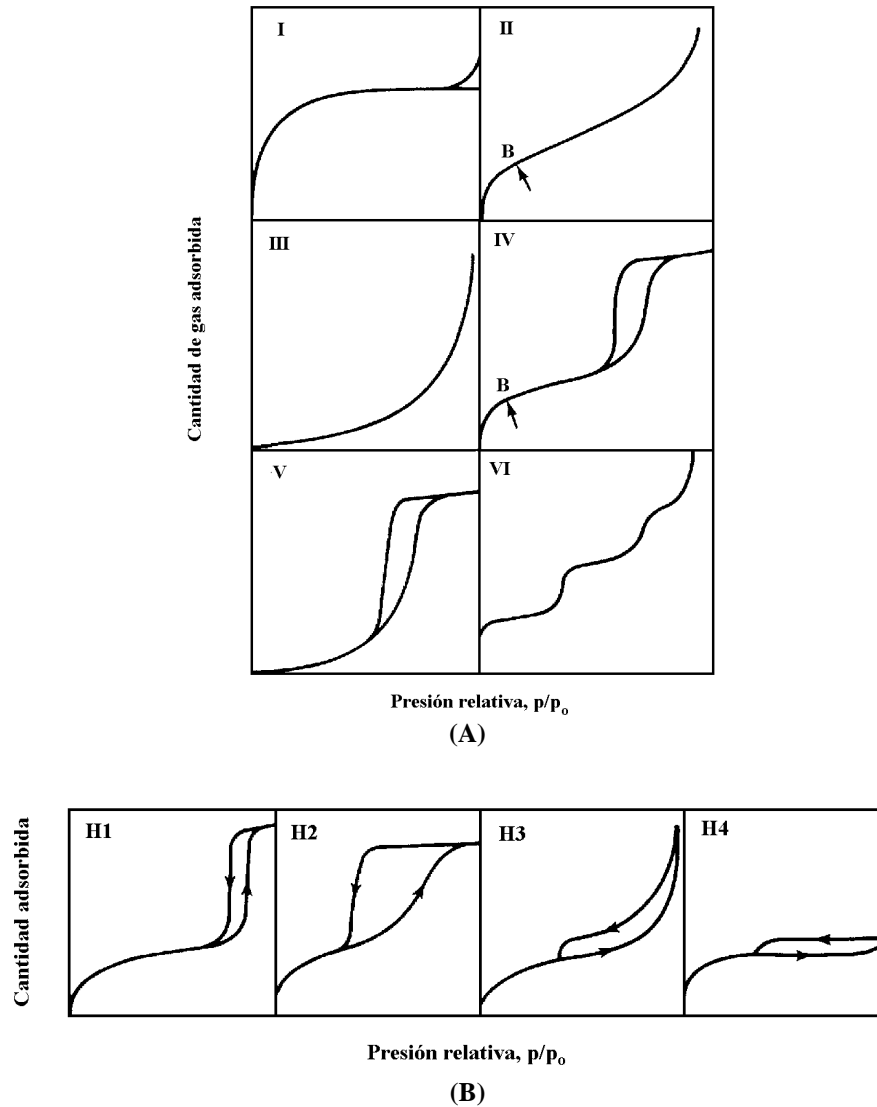 I
II
B
III
IV
B
V
VI
Cantidad de gas adsorbida
Presión relativa, p/po
(A)
H1
H2
H3
H4
Cantidad adsorbida
Presión relativa, p/po
(B)